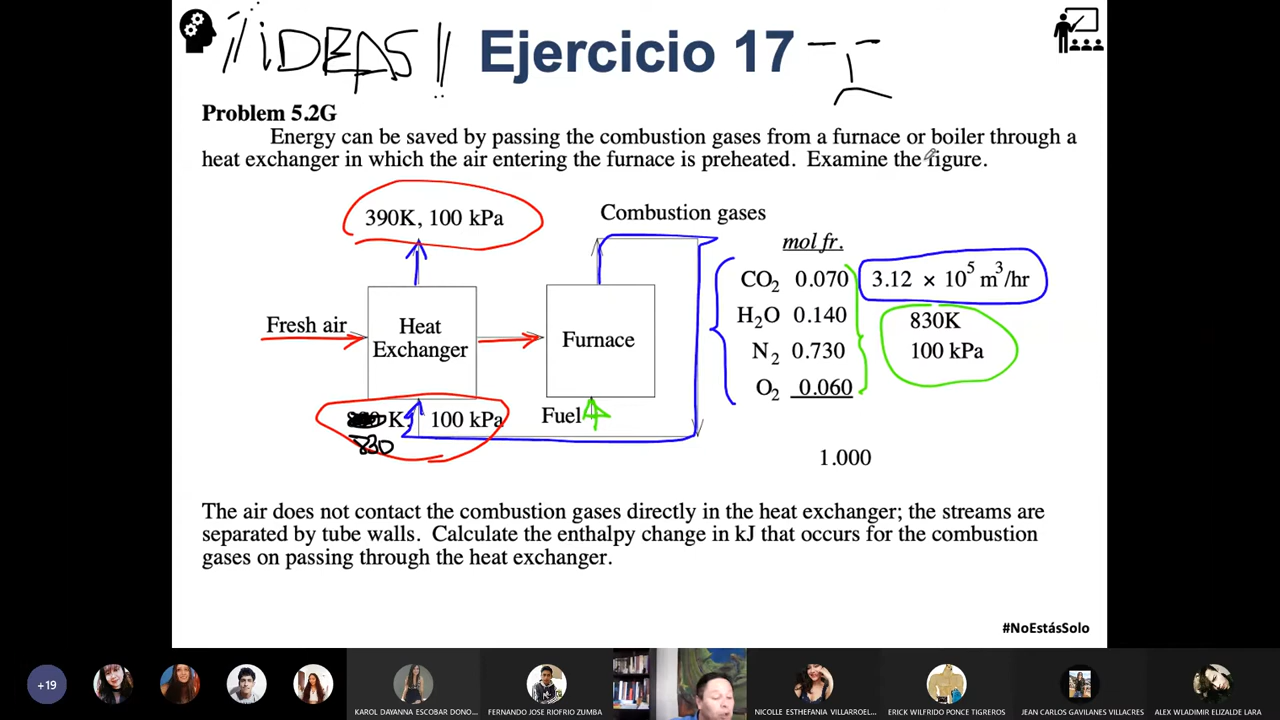 ¡¡IDEAS!! Ejercicio 17
Problem 5.2G
Energy can be saved by passing the combustion gases from a furnace or boiler through a
heat exchanger in which the air entering the furnace is preheated. Examine the figure.
390K, 100 kPa
Combustion gases
mol fr.
CO2 0.070 3.12 × 10^5 m^3/hr
H2O 0.140 830K
N2 0.730 100 kPa
O2 0.060
1.000
Fresh air
Heat
Exchanger
Furnace
K, 100 kPa
830
Fuel
The air does not contact the combustion gases directly in the heat exchanger; the streams are
separated by tube walls. Calculate the enthalpy change in kJ that occurs for the combustion
gases on passing through the heat exchanger.
#NoEstásSolo
+19
KAROL DAYANNA ESCOBAR DONO...
FERNANDO JOSE RIOFRIO ZUMBA
NICOLLE ESTHEFANIA VILLARROEL...
ERICK WILFRIDO PONCE TIGREROS
JEAN CARLOS GAVILANES VILLACRES
ALEX WLADIMIR ELIZALDE LARA